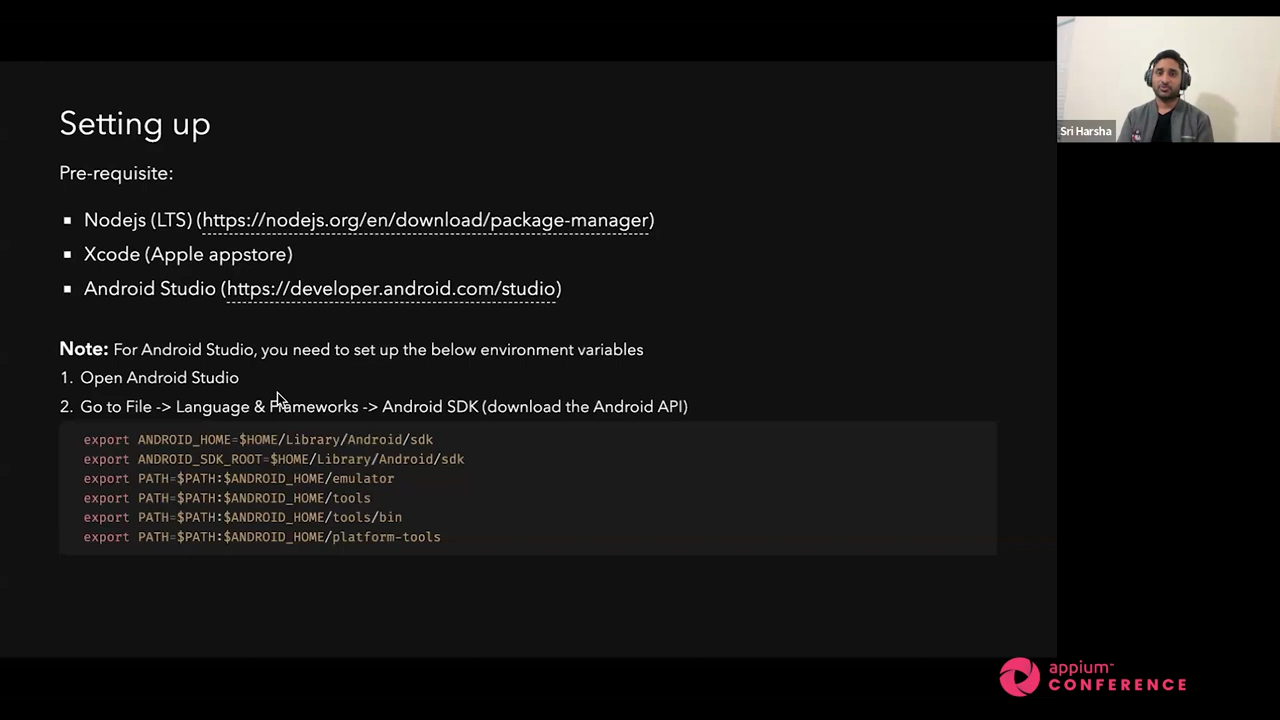 Setting up
Pre-requisite:
▪ Nodejs (LTS) (https://nodejs.org/en/download/package-manager)
▪ Xcode (Apple appstore)
▪ Android Studio (https://developer.android.com/studio)
Note: For Android Studio, you need to set up the below environment variables
1. Open Android Studio
2. Go to File -> Language & Frameworks -> Android SDK (download the Android API)
export ANDROID_HOME=$HOME/Library/Android/sdk
export ANDROID_SDK_ROOT=$HOME/Library/Android/sdk
export PATH=$PATH:$ANDROID_HOME/emulator
export PATH=$PATH:$ANDROID_HOME/tools
export PATH=$PATH:$ANDROID_HOME/tools/bin
export PATH=$PATH:$ANDROID_HOME/platform-tools
Sri Harsha
appium™
CONFERENCE